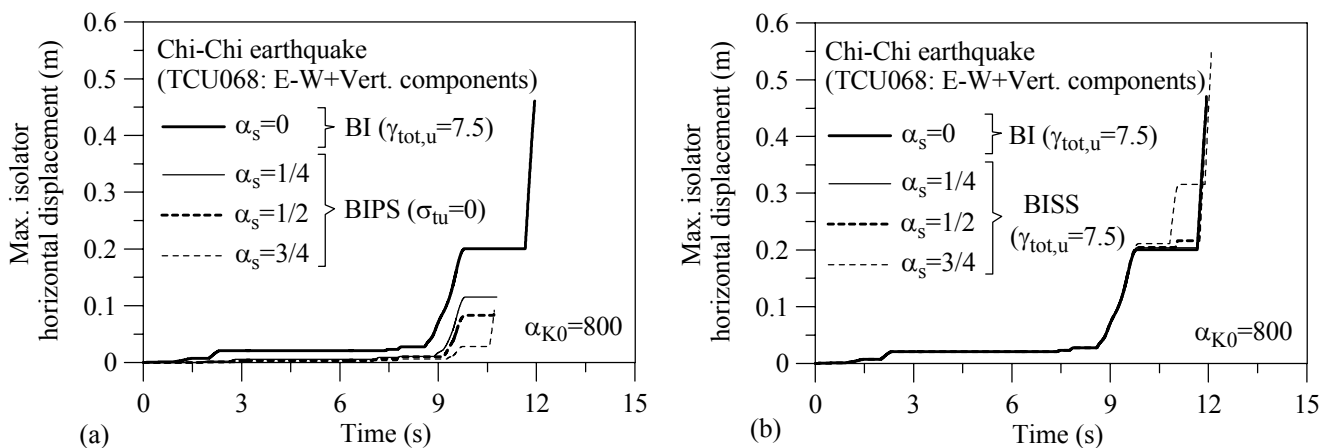 0.6
0.5
0.4
0.3
0.2
0.1
0
Max. isolator
horizontal displacement (m)
Chi-Chi earthquake
(TCU068: E-W+Vert. components)
αs=0
BI (γtot,u=7.5)
αs=1/4
αs=1/2
αs=3/4
BIPS (σtu=0)
αK0=800
0 3 6 9 12 15
Time (s)
(a)
0.6
0.5
0.4
0.3
0.2
0.1
0
Max. isolator
horizontal displacement (m)
Chi-Chi earthquake
(TCU068: E-W+Vert. components)
αs=0
BI (γtot,u=7.5)
αs=1/4
αs=1/2
αs=3/4
BISS
(γtot,u=7.5)
αK0=800
0 3 6 9 12 15
Time (s)
(b)